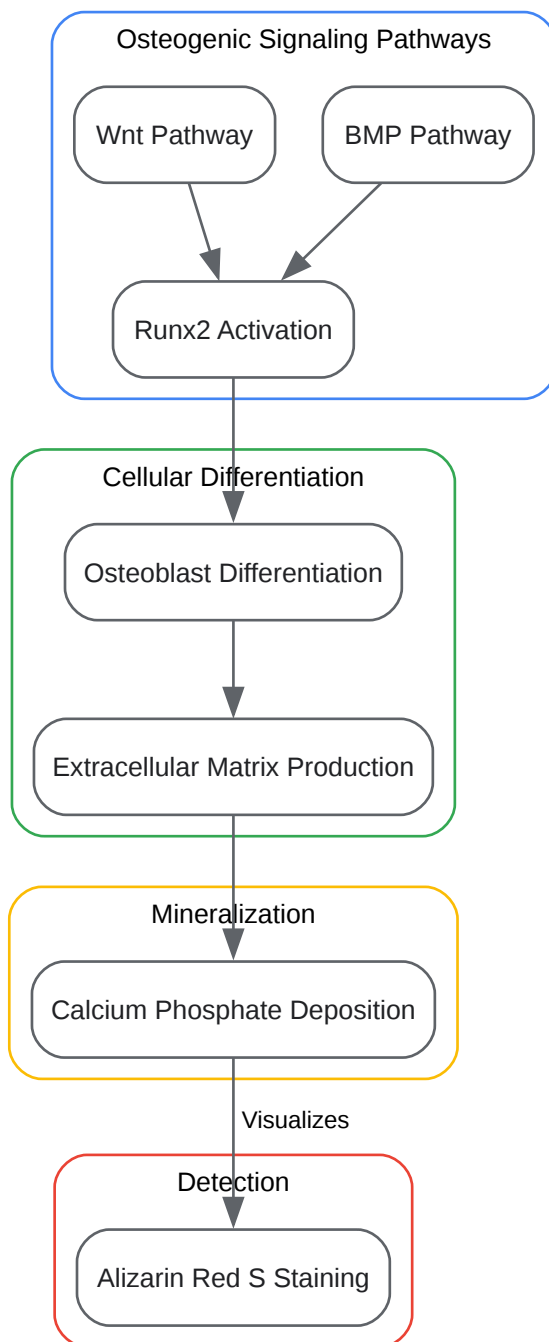 Osteogenic Signaling Pathways
Wnt Pathway
BMP Pathway
Runx2 Activation
Cellular Differentiation
Osteoblast Differentiation
Extracellular Matrix Production
Mineralization
Calcium Phosphate Deposition
Visualizes
Detection
Alizarin Red S Staining